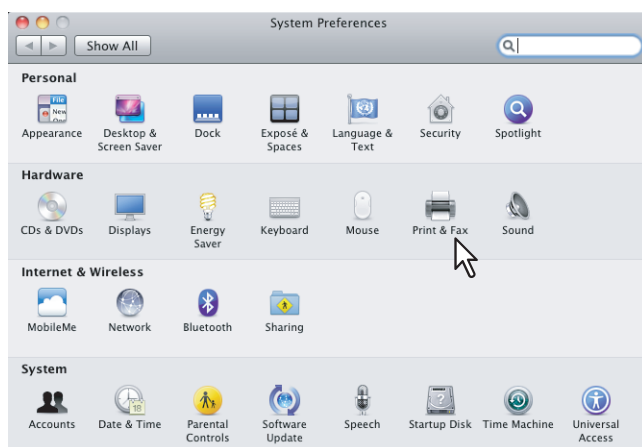 System Preferences
Show All
Personal
File
New
Appearance
Desktop &
Screen Saver
Dock
Exposé &
Spaces
Language &
Text
Security
Spotlight
Hardware
CDs & DVDs
Displays
Energy
Saver
Keyboard
Mouse
Print & Fax
Sound
Internet & Wireless
MobileMe
Network
Bluetooth
Sharing
System
18
?
Accounts
Date & Time
Parental
Controls
Software
Update
Speech
Startup Disk
Time Machine
Universal
Access